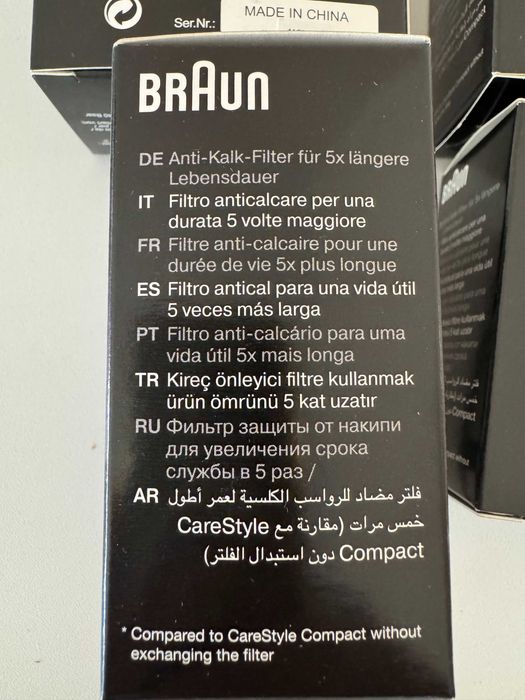 Ser.Nr.:
MADE IN CHINA
BRAUN
DE Anti-Kalk-Filter für 5x längere
Lebensdauer
IT Filtro anticalcare per una
durata 5 volte maggiore
FR Filtre anti-calcaire pour une
durée de vie 5x plus longue
ES Filtro antical para una vida útil
5 veces más larga
PT Filtro anti-calcário para uma
vida útil 5x mais longa
TR Kireç önleyici filtre kullanmak
ürün ömrünü 5 kat uzatır
RU Фильтр защиты от накипи
для увеличения срока
службы в 5 раз /
AR فلتر مضاد للرواسب الكلسية لعمر أطول
خمس مرات (مقارنة مع CareStyle
Compact دون استبدال الفلتر)
* Compared to CareStyle Compact without
exchanging the filter
BRAUN